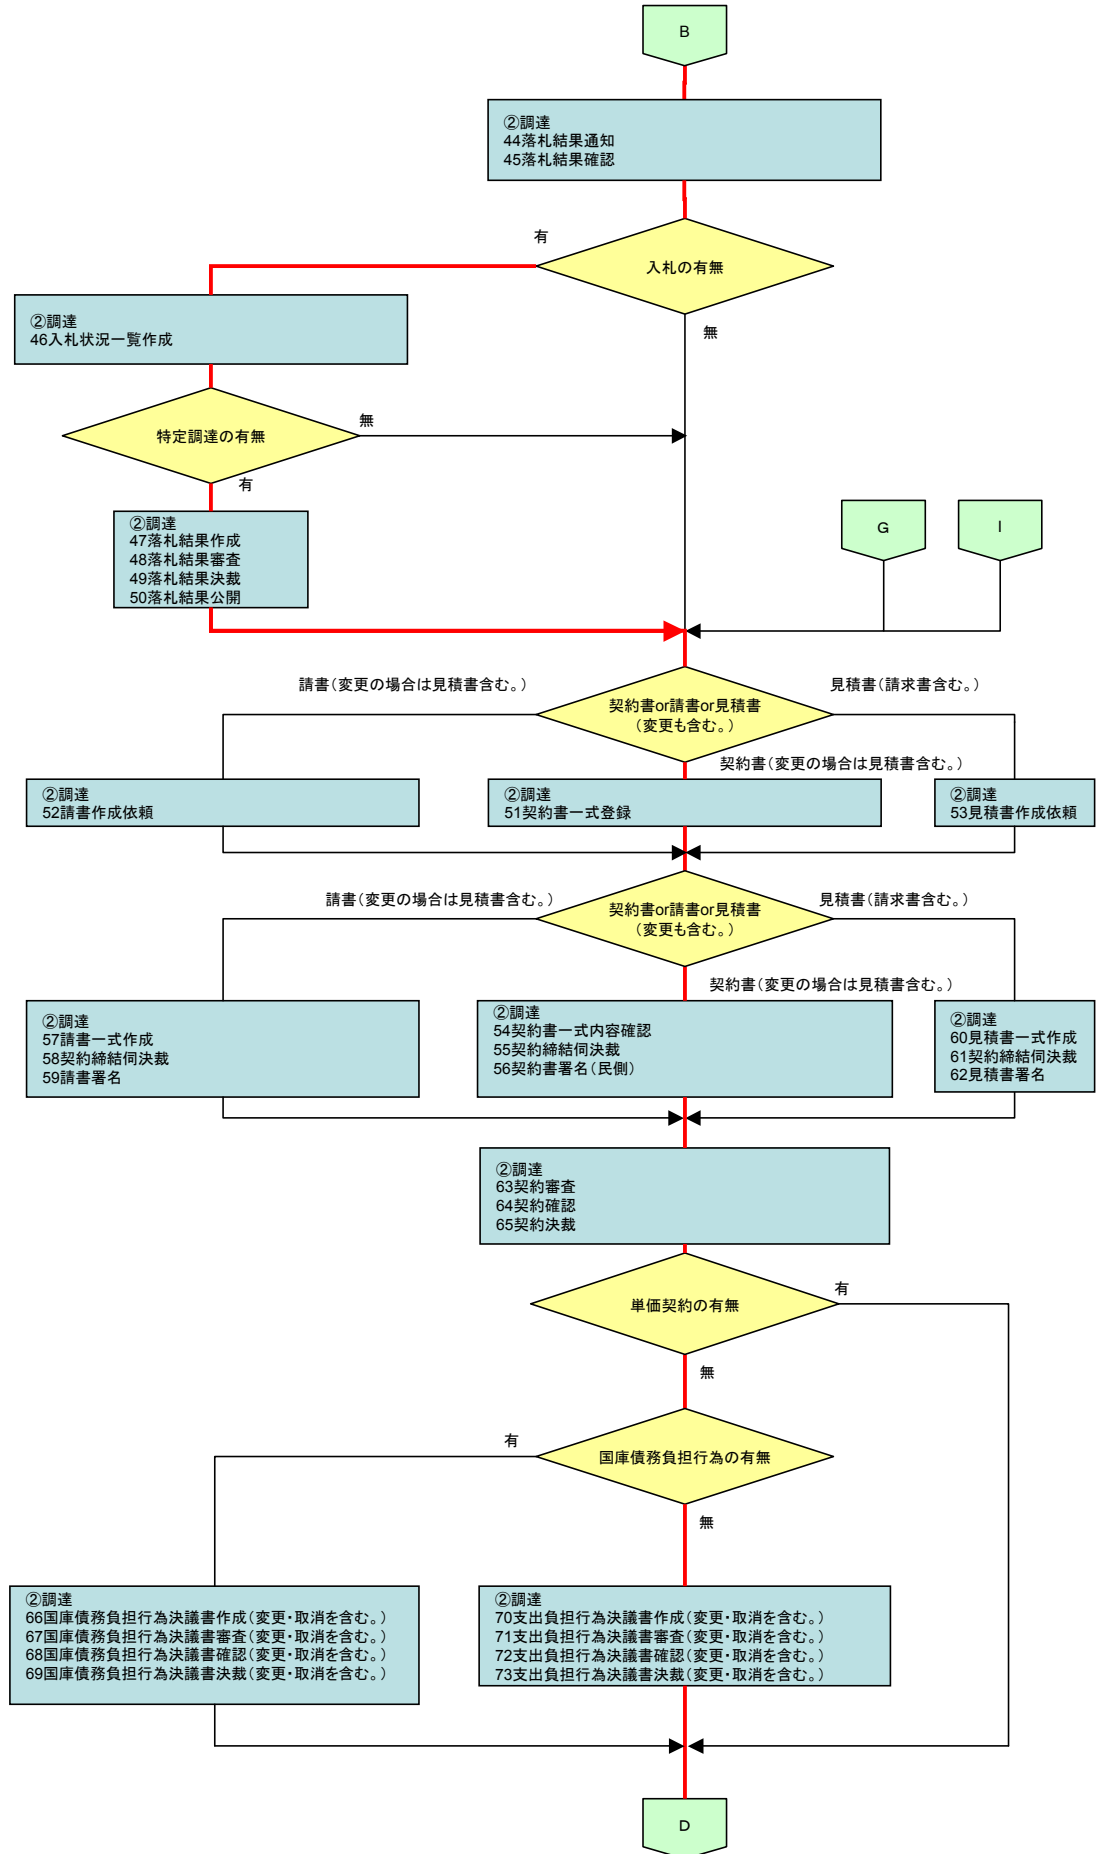 B
②調達
44落札結果通知
45落札結果確認
有
入札の有無
無
②調達
46入札状況一覧作成
特定調達の有無
無
有
②調達
47落札結果作成
48落札結果審査
49落札結果決裁
50落札結果公開
G
I
請書(変更の場合は見積書含む。)
見積書(請求書含む。)
契約書or請書or見積書
(変更も含む。)
契約書(変更の場合は見積書含む。)
②調達
52請書作成依頼
②調達
51契約書一式登録
②調達
53見積書作成依頼
請書(変更の場合は見積書含む。)
見積書(請求書含む。)
契約書or請書or見積書
(変更も含む。)
契約書(変更の場合は見積書含む。)
②調達
57請書一式作成
58契約締結伺決裁
59請書署名
②調達
54契約書一式内容確認
55契約締結伺決裁
56契約書署名(民側)
②調達
60見積書一式作成
61契約締結伺決裁
62見積書署名
②調達
63契約審査
64契約確認
65契約決裁
単価契約の有無
有
無
有
国庫債務負担行為の有無
無
②調達
66国庫債務負担行為決議書作成(変更・取消を含む。)
67国庫債務負担行為決議書審査(変更・取消を含む。)
68国庫債務負担行為決議書確認(変更・取消を含む。)
69国庫債務負担行為決議書決裁(変更・取消を含む。)
②調達
70支出負担行為決議書作成(変更・取消を含む。)
71支出負担行為決議書審査(変更・取消を含む。)
72支出負担行為決議書確認(変更・取消を含む。)
73支出負担行為決議書決裁(変更・取消を含む。)
D